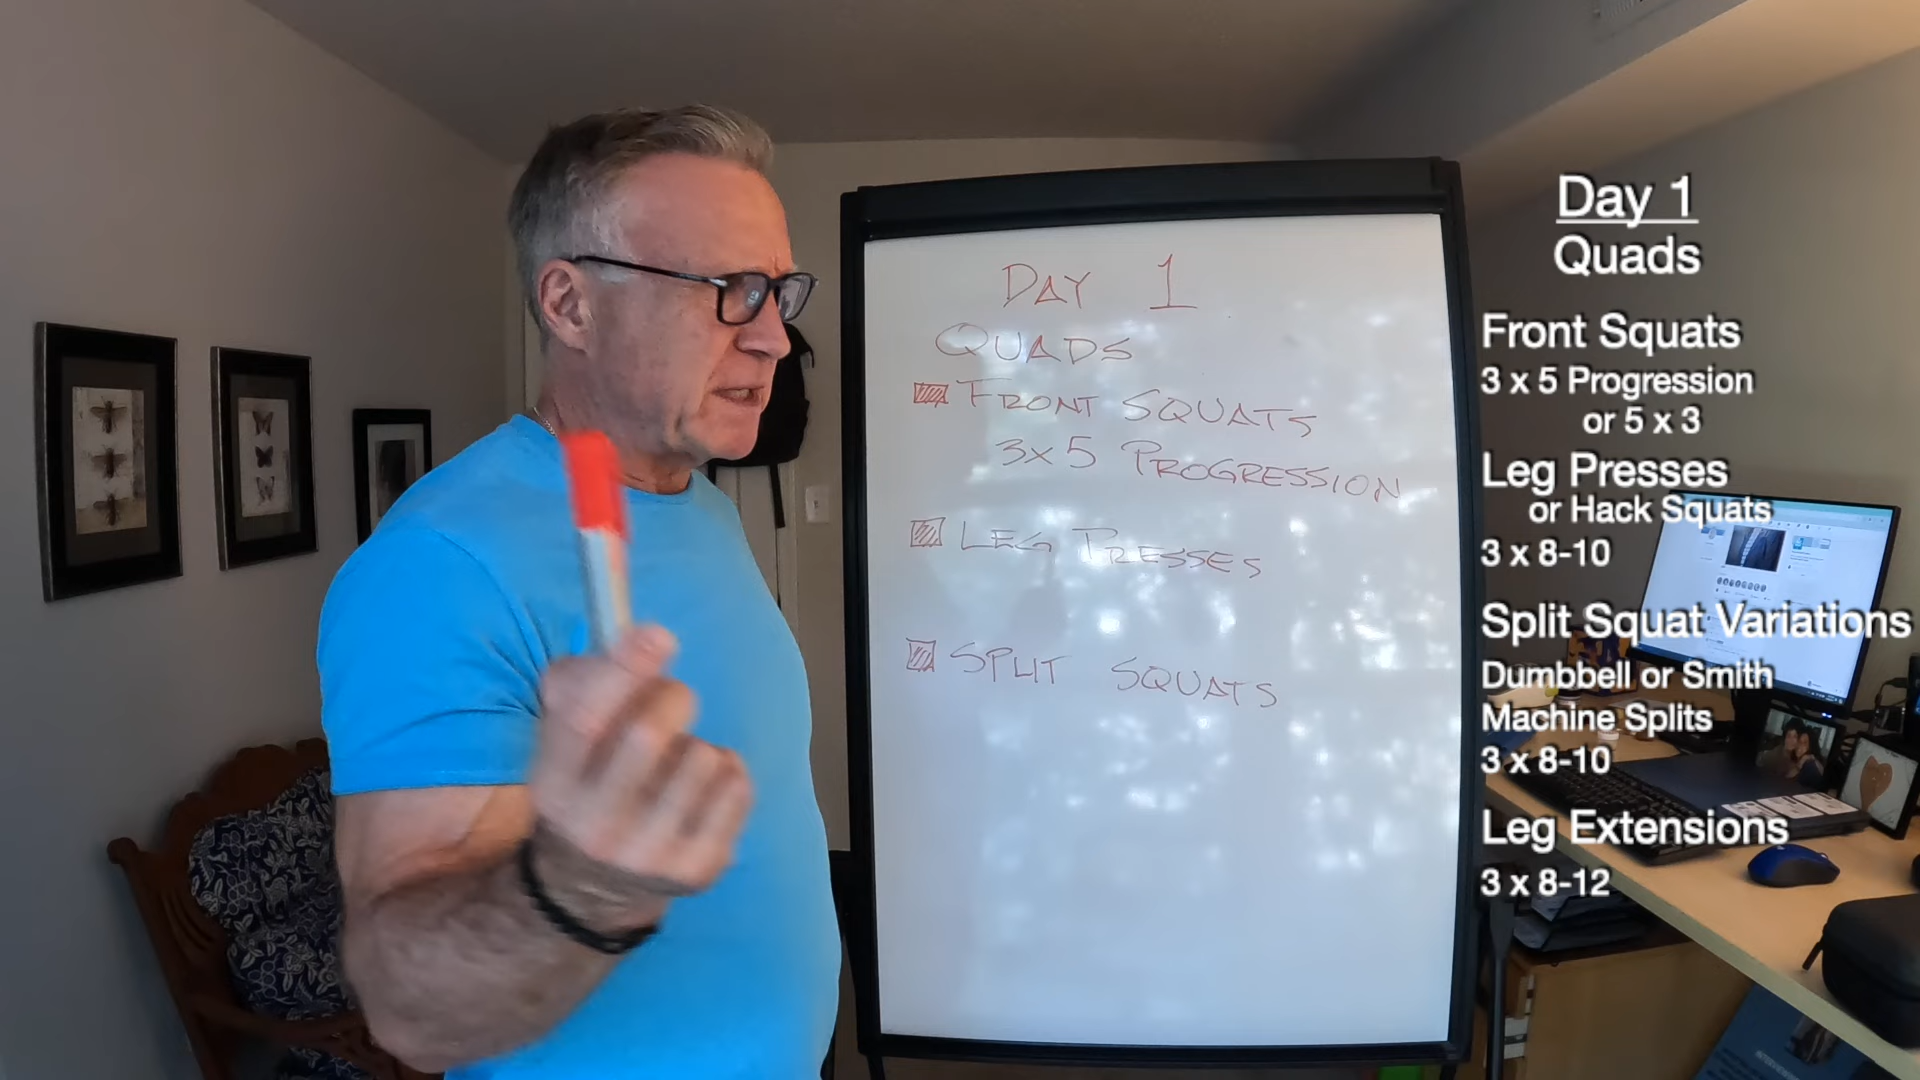 DAY 1
QUADS
FRONT SQUATS
3x5 PROGRESSION
LEG PRESSES
SPLIT SQUATS
Day 1
Quads
Front Squats
3 x 5 Progression
or 5 x 3
Leg Presses
or Hack Squats
3 x 8-10
Split Squat Variations
Dumbbell or Smith
Machine Splits
3 x 8-10
Leg Extensions
3 x 8-12